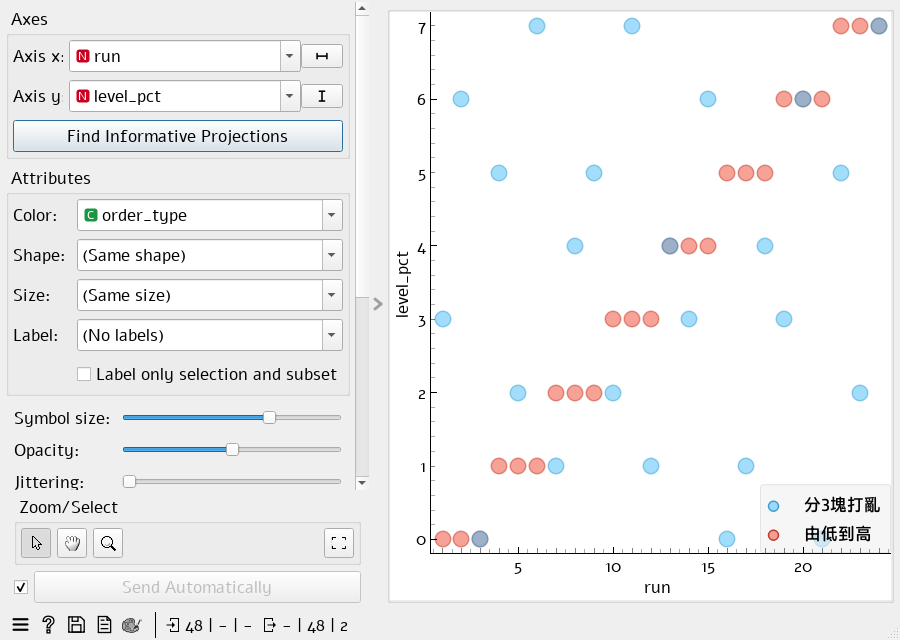 Axes
Axis x: N run
Axis y: N level_pct
Find Informative Projections
Attributes
Color: C order_type
Shape: (Same shape)
Size: (Same size)
Label: (No labels)
Label only selection and subset
Symbol size:
Opacity:
Jittering:
Zoom/Select
Send Automatically
48 | - | - - | 48 | 2
7
6
5
4
3
2
1
0
level_pct
5 10 15 20
run
分3塊打亂
由低到高